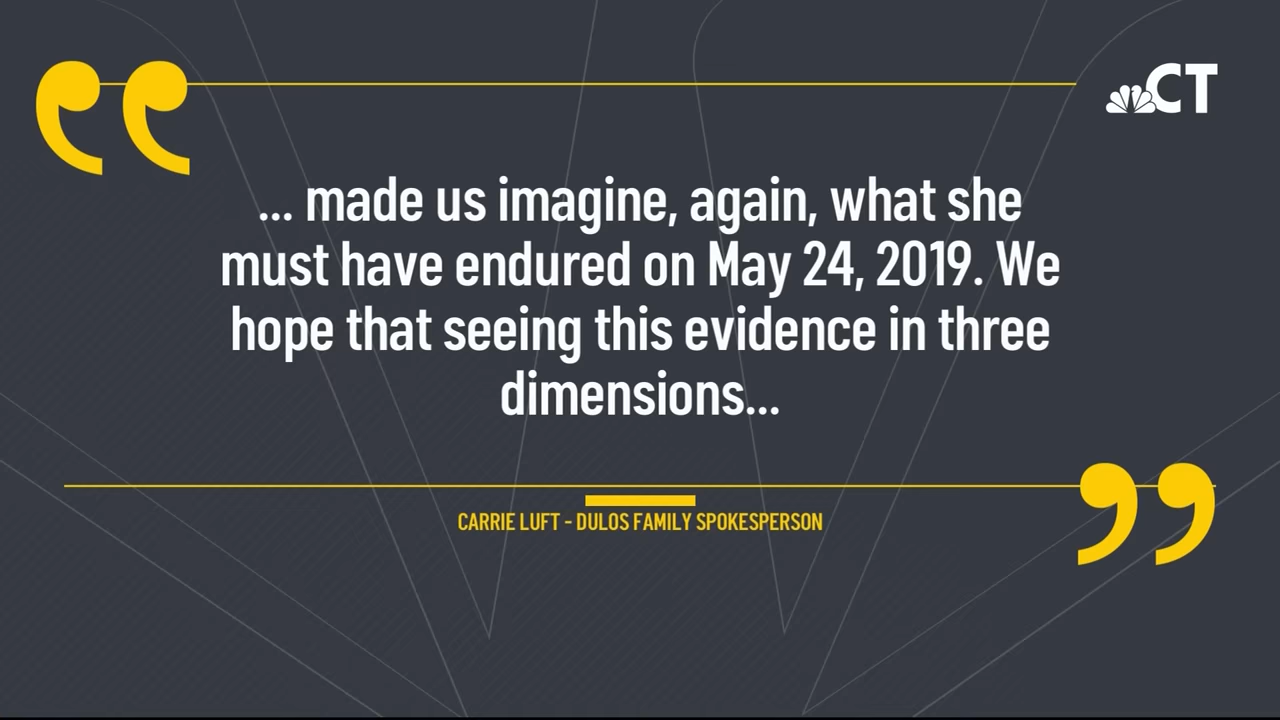 CT
... made us imagine, again, what she
must have endured on May 24, 2019. We
hope that seeing this evidence in three
dimensions...
CARRIE LUFT - DULOS FAMILY SPOKESPERSON